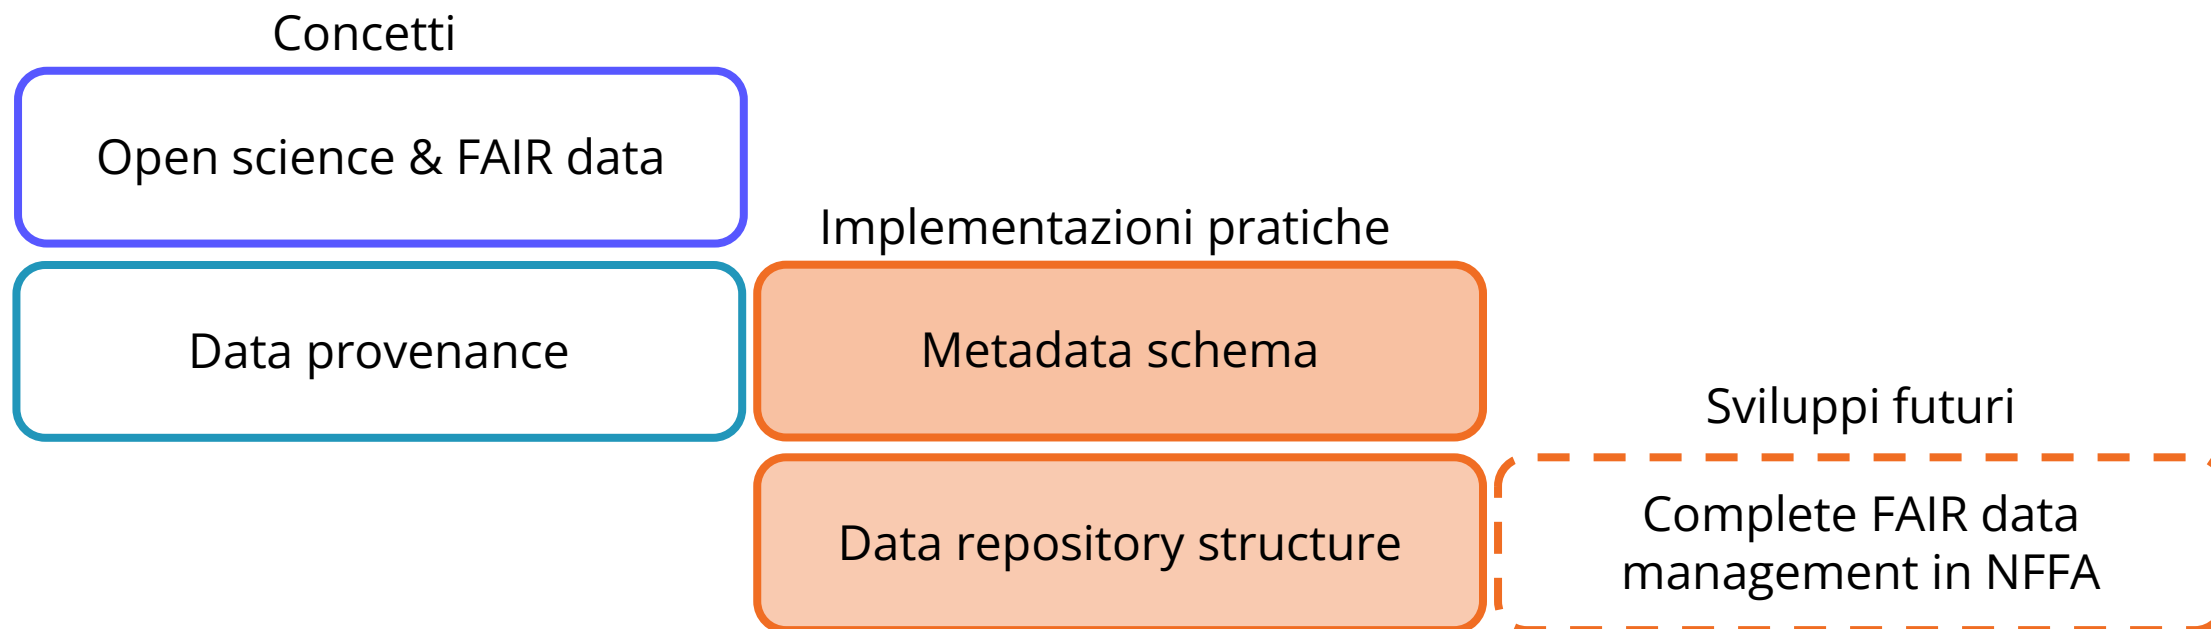 Concetti
Open science & FAIR data
Implementazioni pratiche
Data provenance
Metadata schema
Sviluppi futuri
Data repository structure
Complete FAIR data
management in NFFA